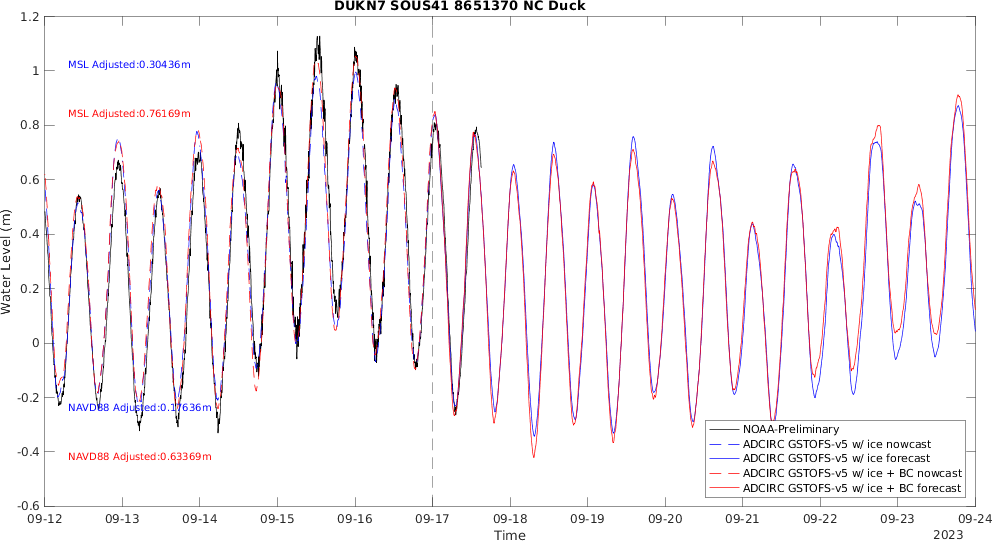 DUKN7 SOUS41 8651370 NC Duck
1.2
1
0.8
0.6
0.4
0.2
0
-0.2
-0.4
-0.6
Water Level (m)
MSL Adjusted:0.30436m
MSL Adjusted:0.76169m
NAVD88 Adjusted:0.17636m
NAVD88 Adjusted:0.63369m
NOAA-Preliminary
ADCIRC GSTOFS-v5 w/ ice nowcast
ADCIRC GSTOFS-v5 w/ ice forecast
ADCIRC GSTOFS-v5 w/ ice + BC nowcast
ADCIRC GSTOFS-v5 w/ ice + BC forecast
09-12 09-13 09-14 09-15 09-16 09-17 09-18 09-19 09-20 09-21 09-22 09-23 09-24
Time
2023